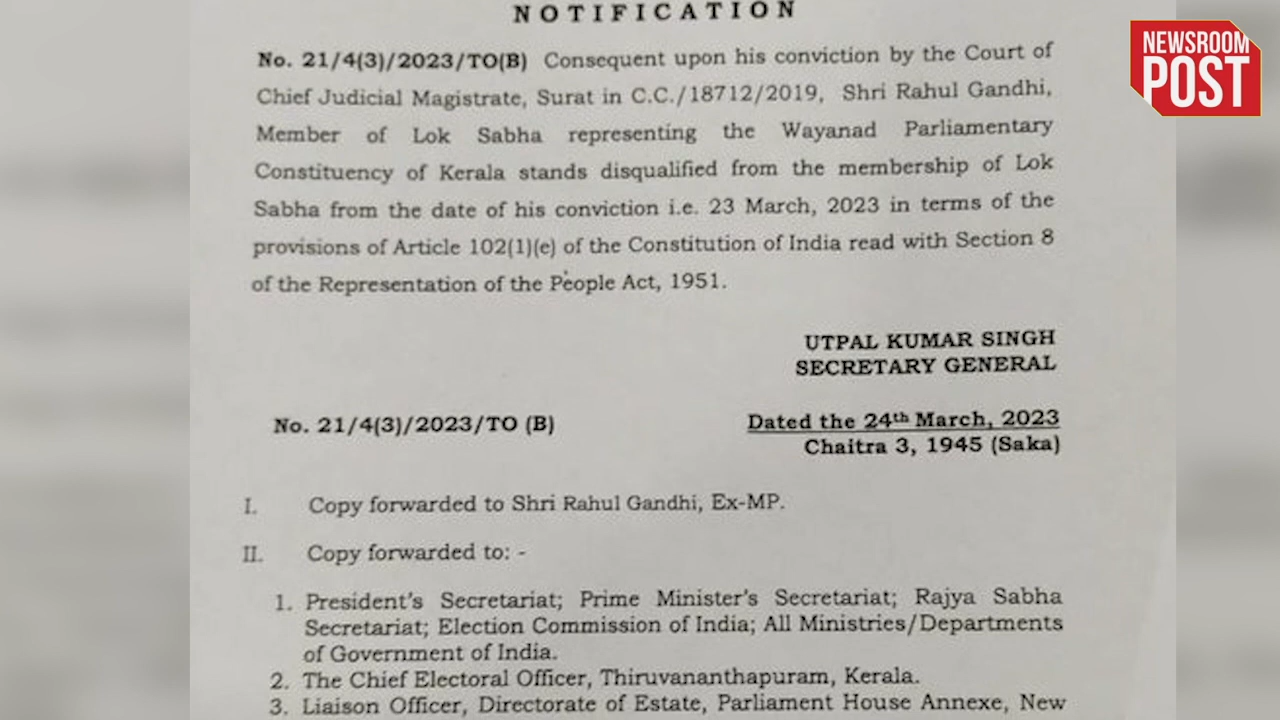 NOTIFICATION
NEWSROOM
POST
No. 21/4(3)/2023/TO(B) Consequent upon his conviction by the Court of
Chief Judicial Magistrate, Surat in C.C./18712/2019, Shri Rahul Gandhi,
Member of Lok Sabha representing the Wayanad Parliamentary
Constituency of Kerala stands disqualified from the membership of Lok
Sabha from the date of his conviction i.e. 23 March, 2023 in terms of the
provisions of Article 102(1)(e) of the Constitution of India read with Section 8
of the Representation of the People Act, 1951.
UTPAL KUMAR SINGH
SECRETARY GENERAL
No. 21/4(3)/2023/TO (B)
Dated the 24th March, 2023
Chaitra 3, 1945 (Saka)
I. Copy forwarded to Shri Rahul Gandhi, Ex-MP.
II. Copy forwarded to: -
1. President's Secretariat; Prime Minister's Secretariat; Rajya Sabha
Secretariat; Election Commission of India; All Ministries/Departments
of Government of India.
2. The Chief Electoral Officer, Thiruvananthapuram, Kerala.
3. Liaison Officer, Directorate of Estate, Parliament House Annexe, New